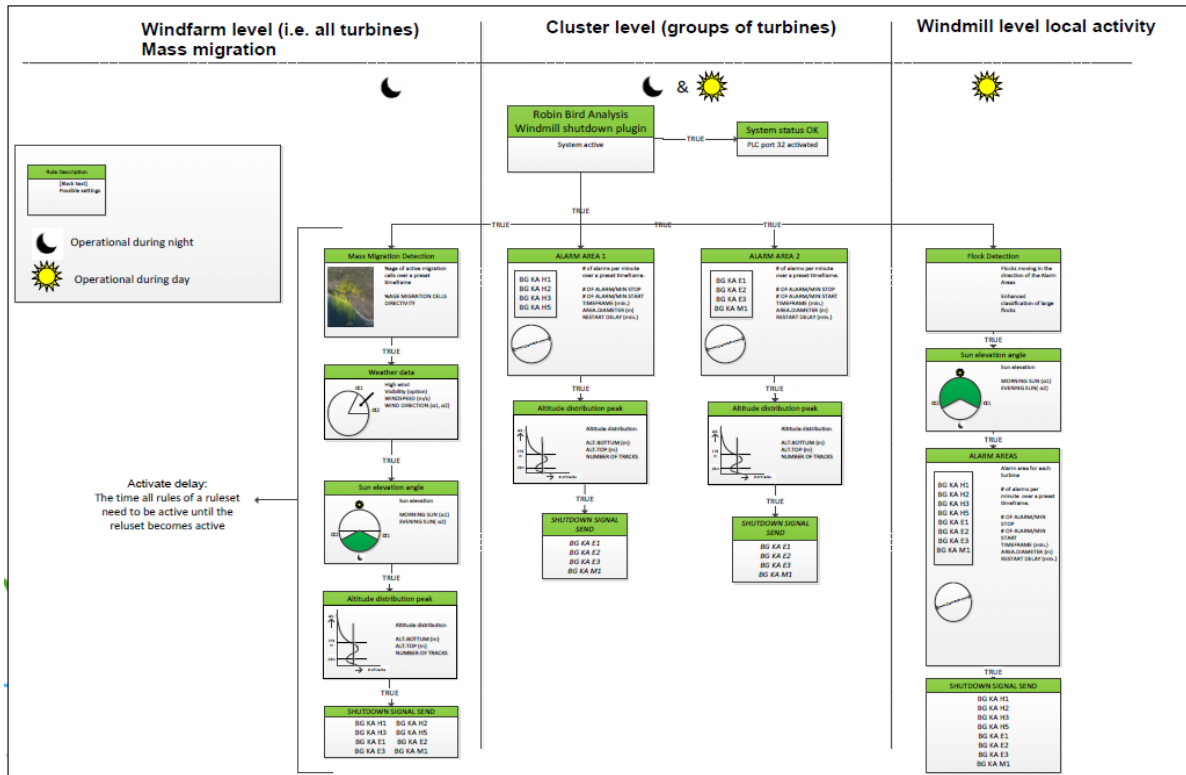 Windfarm level (i.e. all turbines)
Mass migration
Cluster level (groups of turbines)
Windmill level local activity
&
Robin Bird Analysis
Windmill shutdown plugin
System active
TRUE
System status OK
PLC port 32 activated
Rule Description
[Black text]
Possible settings
Operational during night
Operational during day
TRUE
TRUE
TRUE
TRUE
TRUE
Mass Migration Detection
%age of active migration
cells over a preset
timeframe
%AGE MIGRATION CELLS
DIRECTIVITY
TRUE
Weather data
High wind
Visibility (option)
WINDSPEED (m/s)
WIND DIRECTION (α1, α2)
α1
α2
TRUE
Sun elevation angle
Sun elevation
MORNING SUN (α1)
EVENING SUN( α2)
α2
α1
TRUE
Altitude distribution peak
Altitude distribution
ALT.BOTTOM (m)
ALT.TOP (m)
NUMBER OF TRACKS
TRUE
SHUTDOWN SIGNAL SEND
BG KA H1 BG KA H2
BG KA H3 BG KA H5
BG KA E1 BG KA E2
BG KA E3 BG KA M1
Activate delay:
The time all rules of a ruleset
need to be active until the
reluset becomes active
ALARM AREA 1
BG KA H1
BG KA H2
BG KA H3
BG KA H5
# of alarms per minute
over a preset timeframe.
# OF ALARM/MIN STOP
# OF ALARM/MIN START
TIMEFRAME (min.)
AREA.DIAMETER (m)
RESTART DELAY (min.)
TRUE
Altitude distribution peak
Altitude distribution
ALT.BOTTOM (m)
ALT.TOP (m)
NUMBER OF TRACKS
TRUE
SHUTDOWN SIGNAL
SEND
BG KA E1
BG KA E2
BG KA E3
BG KA M1
ALARM AREA 2
BG KA E1
BG KA E2
BG KA E3
BG KA M1
# of alarms per minute
over a preset timeframe.
# OF ALARM/MIN STOP
# OF ALARM/MIN START
TIMEFRAME (min.)
AREA.DIAMETER (m)
RESTART DELAY (min.)
TRUE
Altitude distribution peak
Altitude distribution
ALT.BOTTOM (m)
ALT.TOP (m)
NUMBER OF TRACKS
TRUE
SHUTDOWN SIGNAL
SEND
BG KA E1
BG KA E2
BG KA E3
BG KA M1
Flock Detection
Flocks moving in the
direction of the Alarm
Areas
Enhanced
classification of large
flocks
TRUE
Sun elevation angle
Sun elevation
MORNING SUN (α1)
EVENING SUN( α2)
α2
α1
TRUE
ALARM AREAS
BG KA H1
BG KA H2
BG KA H3
BG KA H5
BG KA E1
BG KA E2
BG KA E3
BG KA M1
Alarm area for each
turbine
# of alarms per
minute over a preset
timeframe.
# OF ALARM/MIN
STOP
# OF ALARM/MIN
START
TIMEFRAME (min.)
AREA.DIAMETER (m)
RESTART DELAY (min.)
TRUE
SHUTDOWN SIGNAL SEND
BG KA H1
BG KA H2
BG KA H3
BG KA H5
BG KA E1
BG KA E2
BG KA E3
BG KA M1